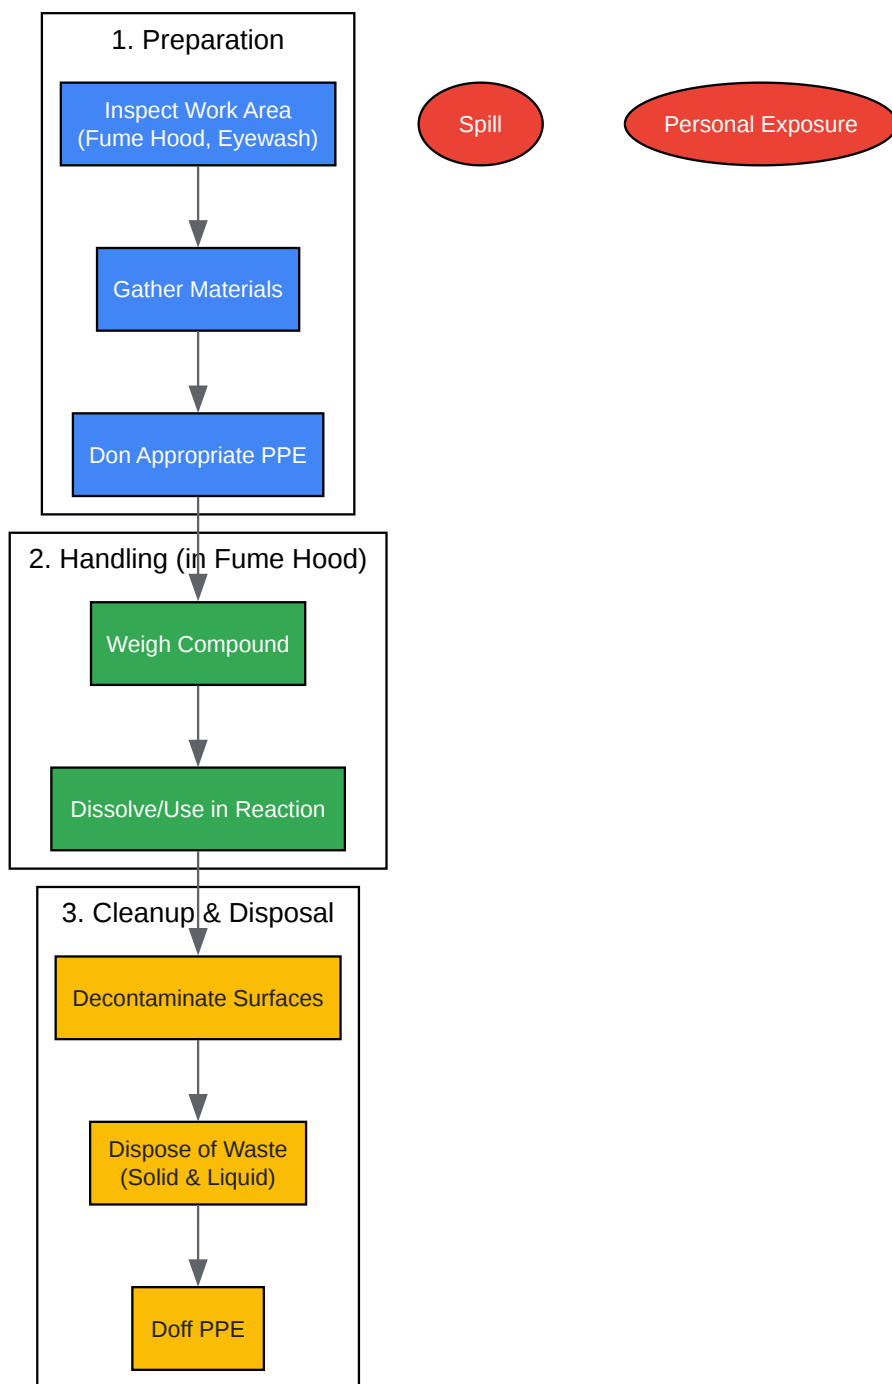 1. Preparation
Inspect Work Area
(Fume Hood, Eyewash)
Spill
Personal Exposure
Gather Materials
Don Appropriate PPE
2. Handling (in Fume Hood)
Weigh Compound
Dissolve/Use in Reaction
3. Cleanup & Disposal
Decontaminate Surfaces
Dispose of Waste
(Solid & Liquid)
Doff PPE